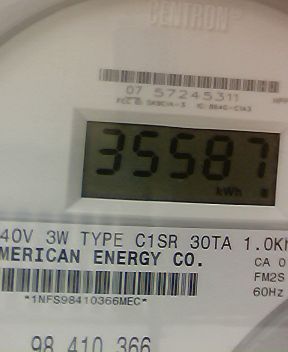 CENTRON®
07 57245311
35587
kWh
40V 3W TYPE C1SR 30TA 1.0Kh
MERICAN ENERGY CO.
CA 0
FM2S
60Hz
*1NFS98410366MEC*
98 410 366